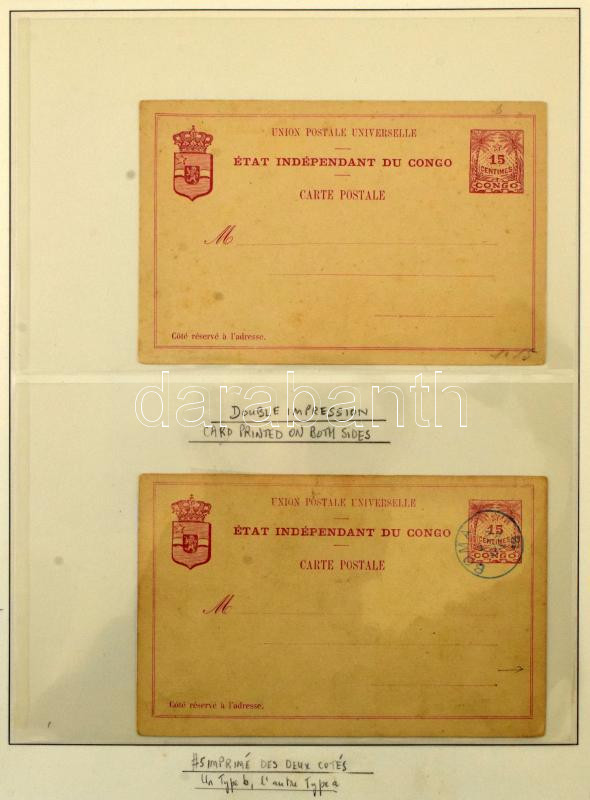 UNION POSTALE UNIVERSELLE
ÉTAT INDÉPENDANT DU CONGO
CARTE POSTALE
15
CENTIMES
CONGO
M
Côté réservé à l'adresse.
darabanth
DOUBLE IMPRESSION
CARD PRINTED ON BOTH SIDES
UNION POSTALE UNIVERSELLE
ÉTAT INDÉPENDANT DU CONGO
CARTE POSTALE
15
CENTIMES
CONGO
BOMA
M
Côté réservé à l'adresse.
#5 IMPRIMÉ DES DEUX COTÉS
Un Type b, l'autre Type a